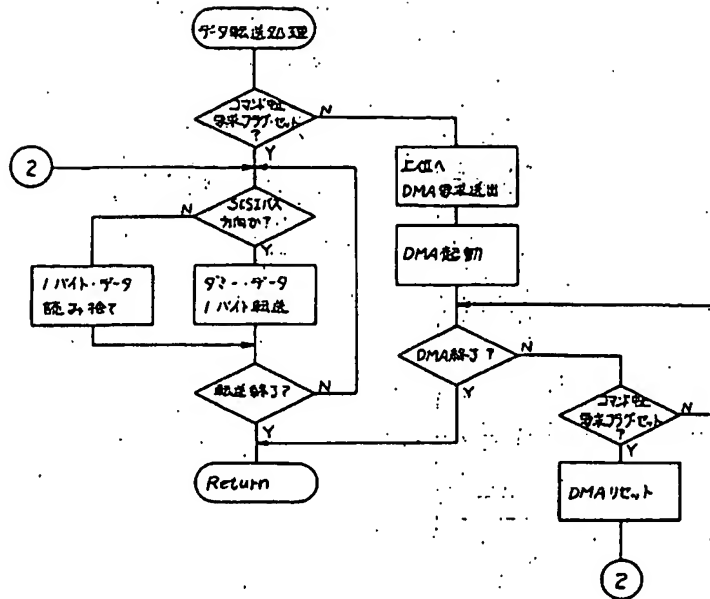 データ転送処理
コマンド中止
要求フラグ・セット
?
N
Y
2
上位へ
DMA要求送出
SCSIバス
方向か?
N
Y
DMA起動
1バイト・データ
読み捨て
ダミー・データ
1バイト転送
DMA終了?
N
Y
転送終了?
N
Y
コマンド中止
要求フラグ・セット
?
N
Y
Return
DMAリセット
2